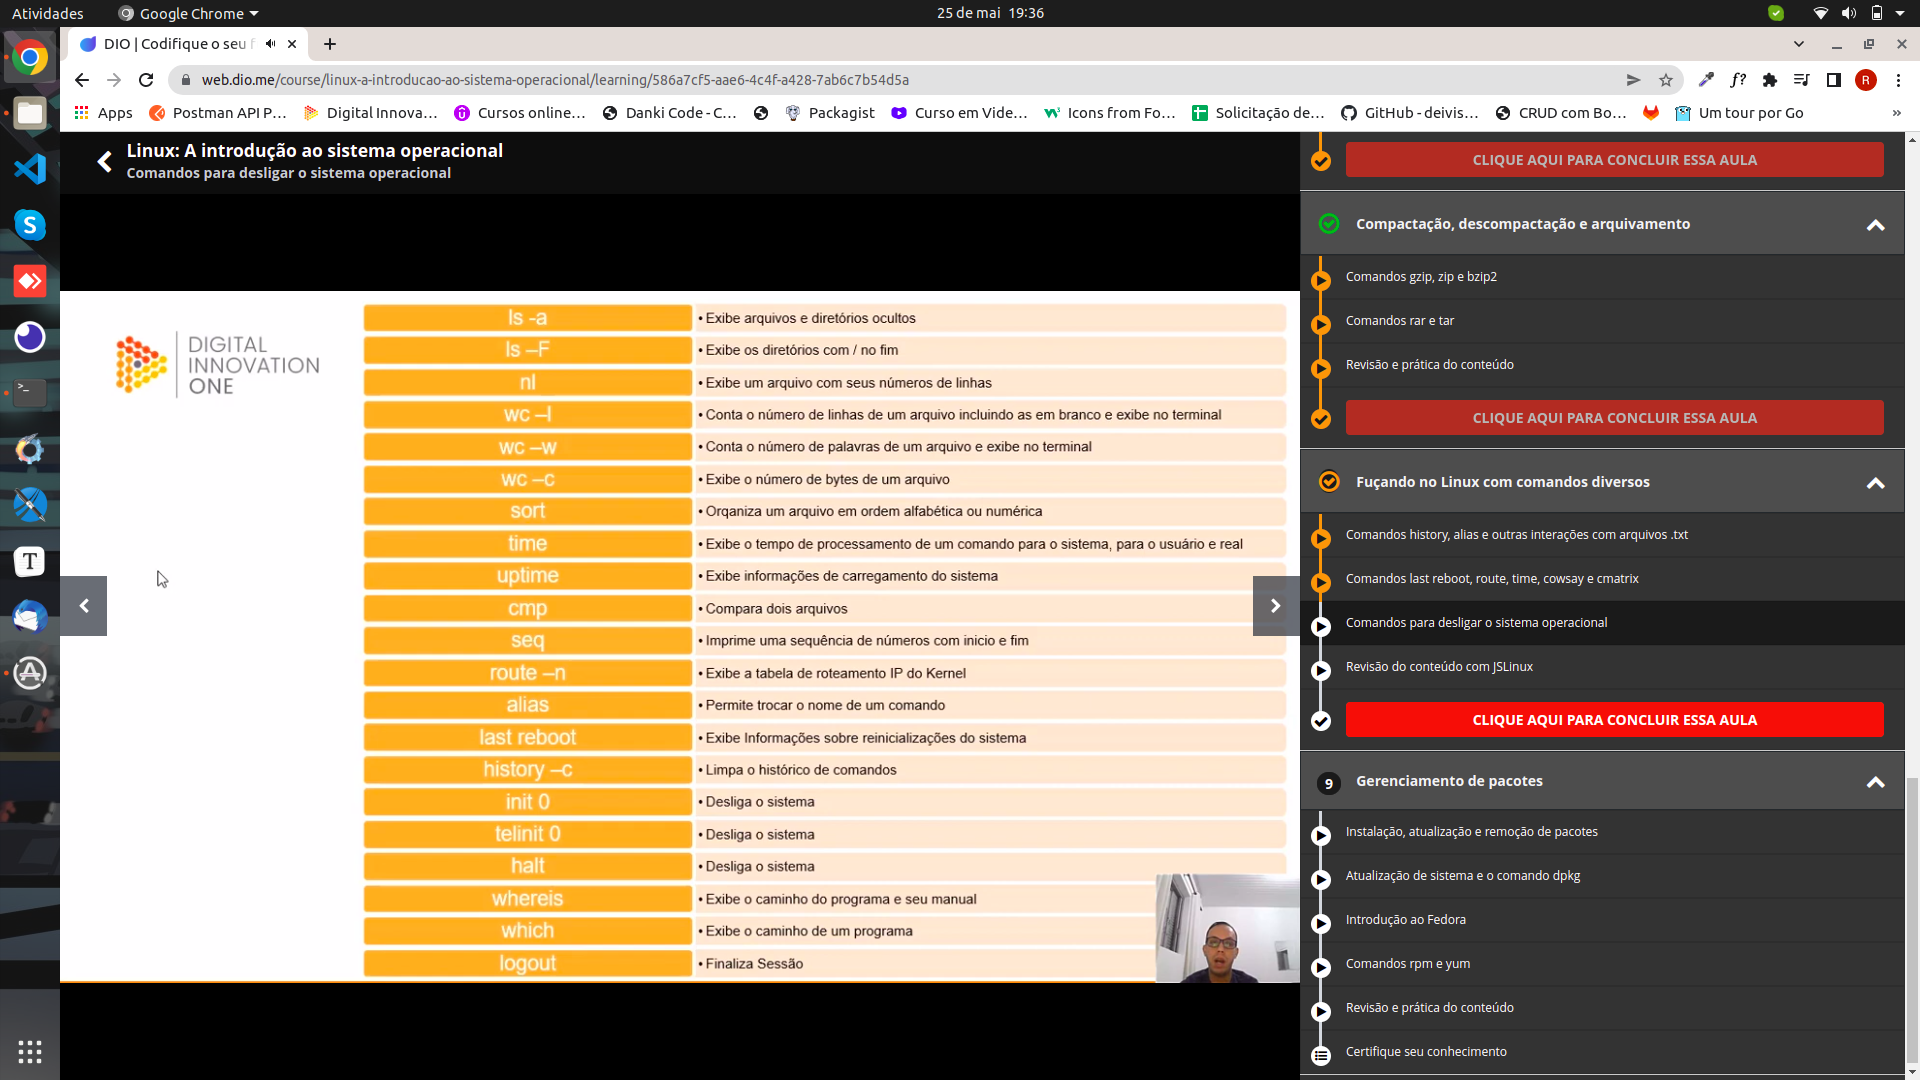 Atividades
Google Chrome
25 de mai 19:36
DIO | Codifique o seu f
web.dio.me/course/linux-a-introducao-ao-sistema-operacional/learning/586a7cf5-aae6-4c4f-a428-7ab6c7b54d5a
f?
R
Apps
Postman API P...
Digital Innova...
Cursos online...
Danki Code - C...
Packagist
Curso em Vide...
Icons from Fo...
Solicitação de...
GitHub - deivis...
CRUD com Bo...
Um tour por Go
»
Linux: A introdução ao sistema operacional
Comandos para desligar o sistema operacional
DIGITAL
INNOVATION
ONE
ls -a • Exibe arquivos e diretórios ocultos
ls –F • Exibe os diretórios com / no fim
nl • Exibe um arquivo com seus números de linhas
wc –l • Conta o número de linhas de um arquivo incluindo as em branco e exibe no terminal
wc –w • Conta o número de palavras de um arquivo e exibe no terminal
wc –c • Exibe o número de bytes de um arquivo
sort • Organiza um arquivo em ordem alfabética ou numérica
time • Exibe o tempo de processamento de um comando para o sistema, para o usuário e real
uptime • Exibe informações de carregamento do sistema
cmp • Compara dois arquivos
seq • Imprime uma sequência de números com inicio e fim
route –n • Exibe a tabela de roteamento IP do Kernel
alias • Permite trocar o nome de um comando
last reboot • Exibe Informações sobre reinicializações do sistema
history –c • Limpa o histórico de comandos
init 0 • Desliga o sistema
telinit 0 • Desliga o sistema
halt • Desliga o sistema
whereis • Exibe o caminho do programa e seu manual
which • Exibe o caminho de um programa
logout • Finaliza Sessão
CLIQUE AQUI PARA CONCLUIR ESSA AULA
Compactação, descompactação e arquivamento
Comandos gzip, zip e bzip2
Comandos rar e tar
Revisão e prática do conteúdo
CLIQUE AQUI PARA CONCLUIR ESSA AULA
Fuçando no Linux com comandos diversos
Comandos history, alias e outras interações com arquivos .txt
Comandos last reboot, route, time, cowsay e cmatrix
Comandos para desligar o sistema operacional
Revisão do conteúdo com JSLinux
CLIQUE AQUI PARA CONCLUIR ESSA AULA
9 Gerenciamento de pacotes
Instalação, atualização e remoção de pacotes
Atualização de sistema e o comando dpkg
Introdução ao Fedora
Comandos rpm e yum
Revisão e prática do conteúdo
Certifique seu conhecimento